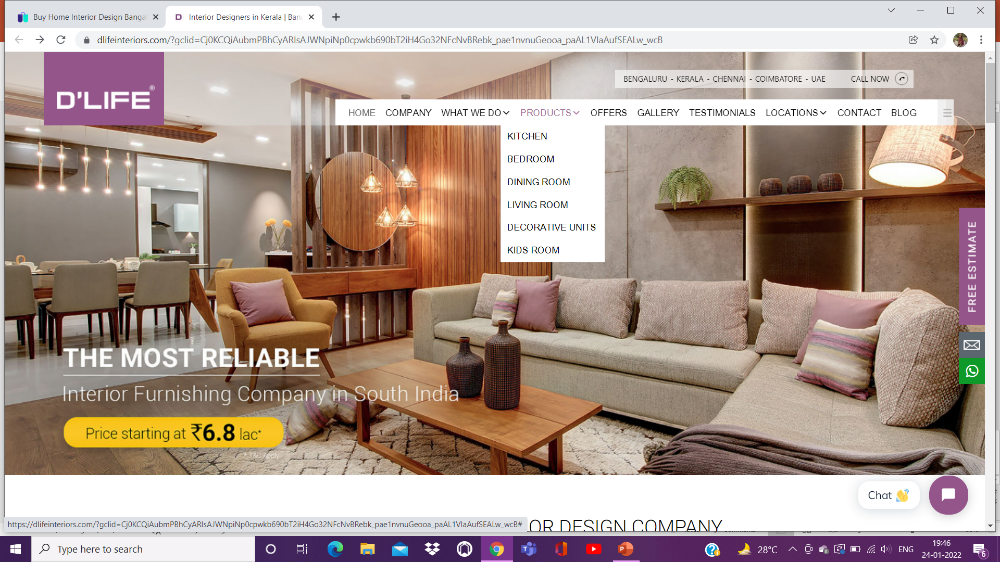 Buy Home Interior Design Banga
Interior Designers in Kerala | Ban
dlifeinteriors.com/?gclid=Cj0KCQiAubmPBhCyARIsAJWNpiNp0cpwkb690bT2iH4Go32NFcNvBRebk_pae1nvnuGeooa_paAL1VIaAufSEALw_wcB
D'LIFE®
BENGALURU - KERALA - CHENNAI - COIMBATORE - UAE CALL NOW
HOME COMPANY WHAT WE DO PRODUCTS OFFERS GALLERY TESTIMONIALS LOCATIONS CONTACT BLOG
KITCHEN
BEDROOM
DINING ROOM
LIVING ROOM
DECORATIVE UNITS
KIDS ROOM
FREE ESTIMATE
THE MOST RELIABLE
Interior Furnishing Company in South India
Price starting at ₹6.8 lac*
* T&C Apply
Chat
OR DESIGN COMPANY
https://dlifeinteriors.com/?gclid=Cj0KCQiAubmPBhCyARIsAJWNpiNp0cpwkb690bT2iH4Go32NFcNvBRebk_pae1nvnuGeooa_paAL1VIaAufSEALw_wcB#
Type here to search
28°C
ENG
19:46
24-01-2022
6